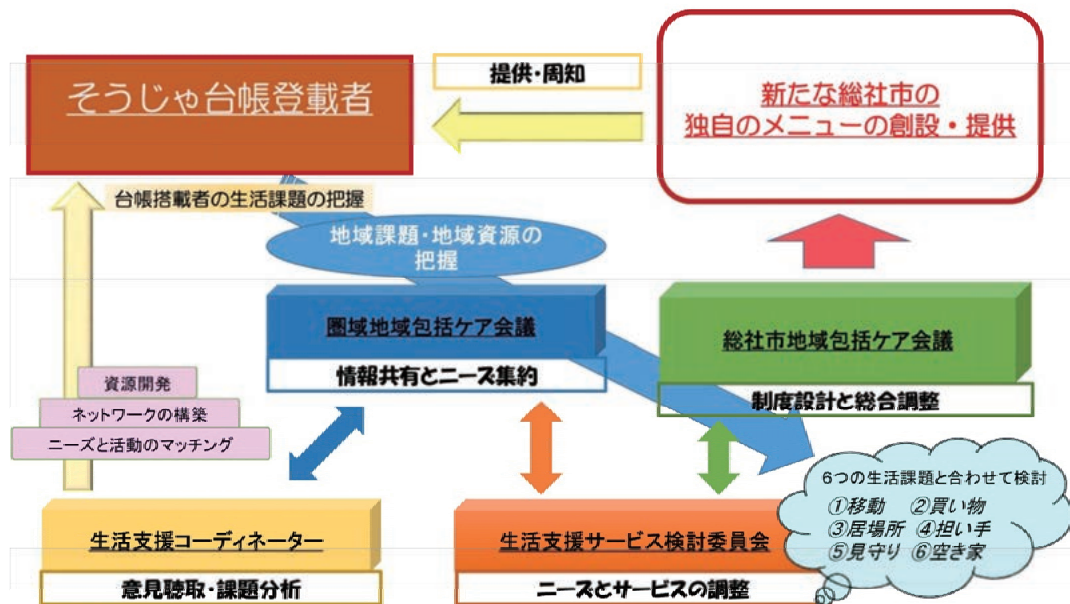 そうじゃ台帳登載者
提供・周知
新たな総社市の
独自のメニューの創設・提供
台帳搭載者の生活課題の把握
地域課題・地域資源の
把握
圏域地域包括ケア会議
情報共有とニーズ集約
総社市地域包括ケア会議
制度設計と総合調整
資源開発
ネットワークの構築
ニーズと活動のマッチング
生活支援コーディネーター
意見聴取・課題分析
生活支援サービス検討委員会
ニーズとサービスの調整
6つの生活課題と合わせて検討
①移動 ②買い物
③居場所 ④担い手
⑤見守り ⑥空き家